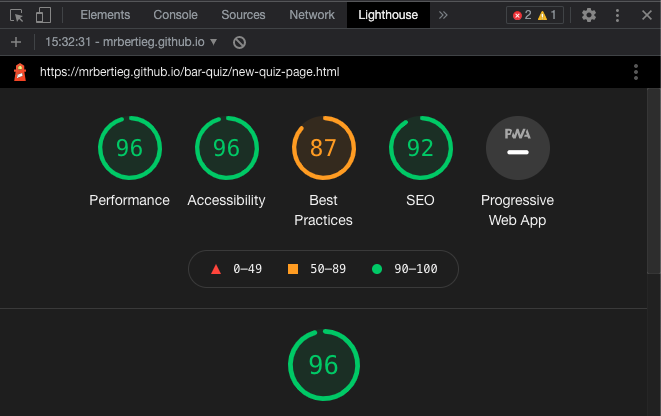 Elements Console Sources Network Lighthouse » 2 1
+ 15:32:31 - mrbertieg.github.io
https://mrbertieg.github.io/bar-quiz/new-quiz-page.html
96 96 87 92 PWA
Performance Accessibility Best Practices SEO Progressive Web App
0–49 50–89 90–100
96